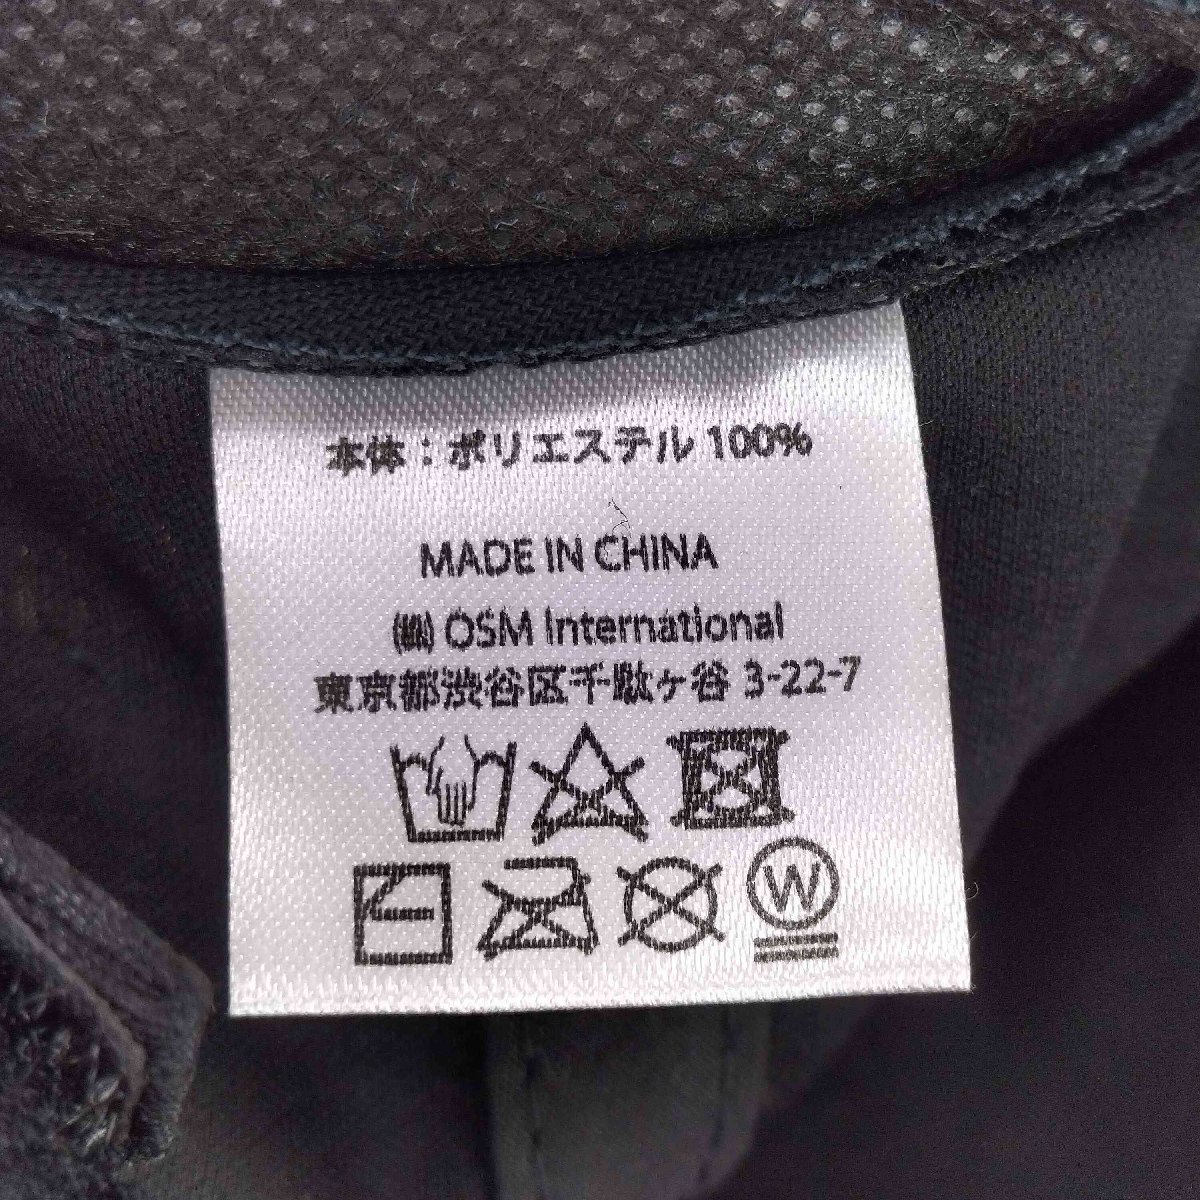 本体：ポリエステル 100%
MADE IN CHINA
㈱ OSM International
東京都渋谷区千駄ヶ谷 3-22-7
W